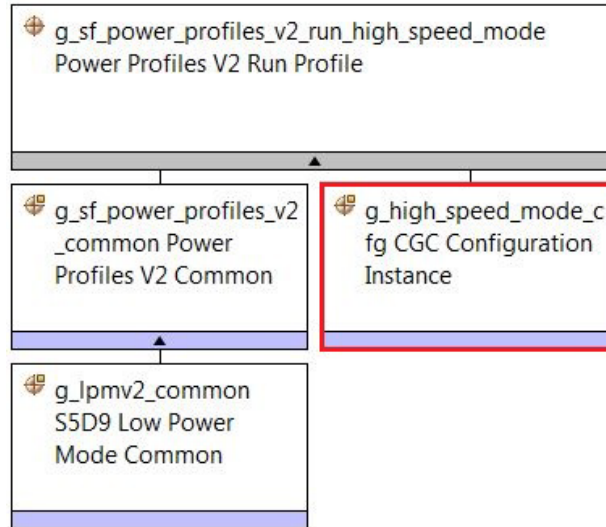 g_sf_power_profiles_v2_run_high_speed_mode
Power Profiles V2 Run Profile
g_sf_power_profiles_v2
_common Power
Profiles V2 Common
g_high_speed_mode_c
fg CGC Configuration
Instance
g_lpmv2_common
S5D9 Low Power
Mode Common